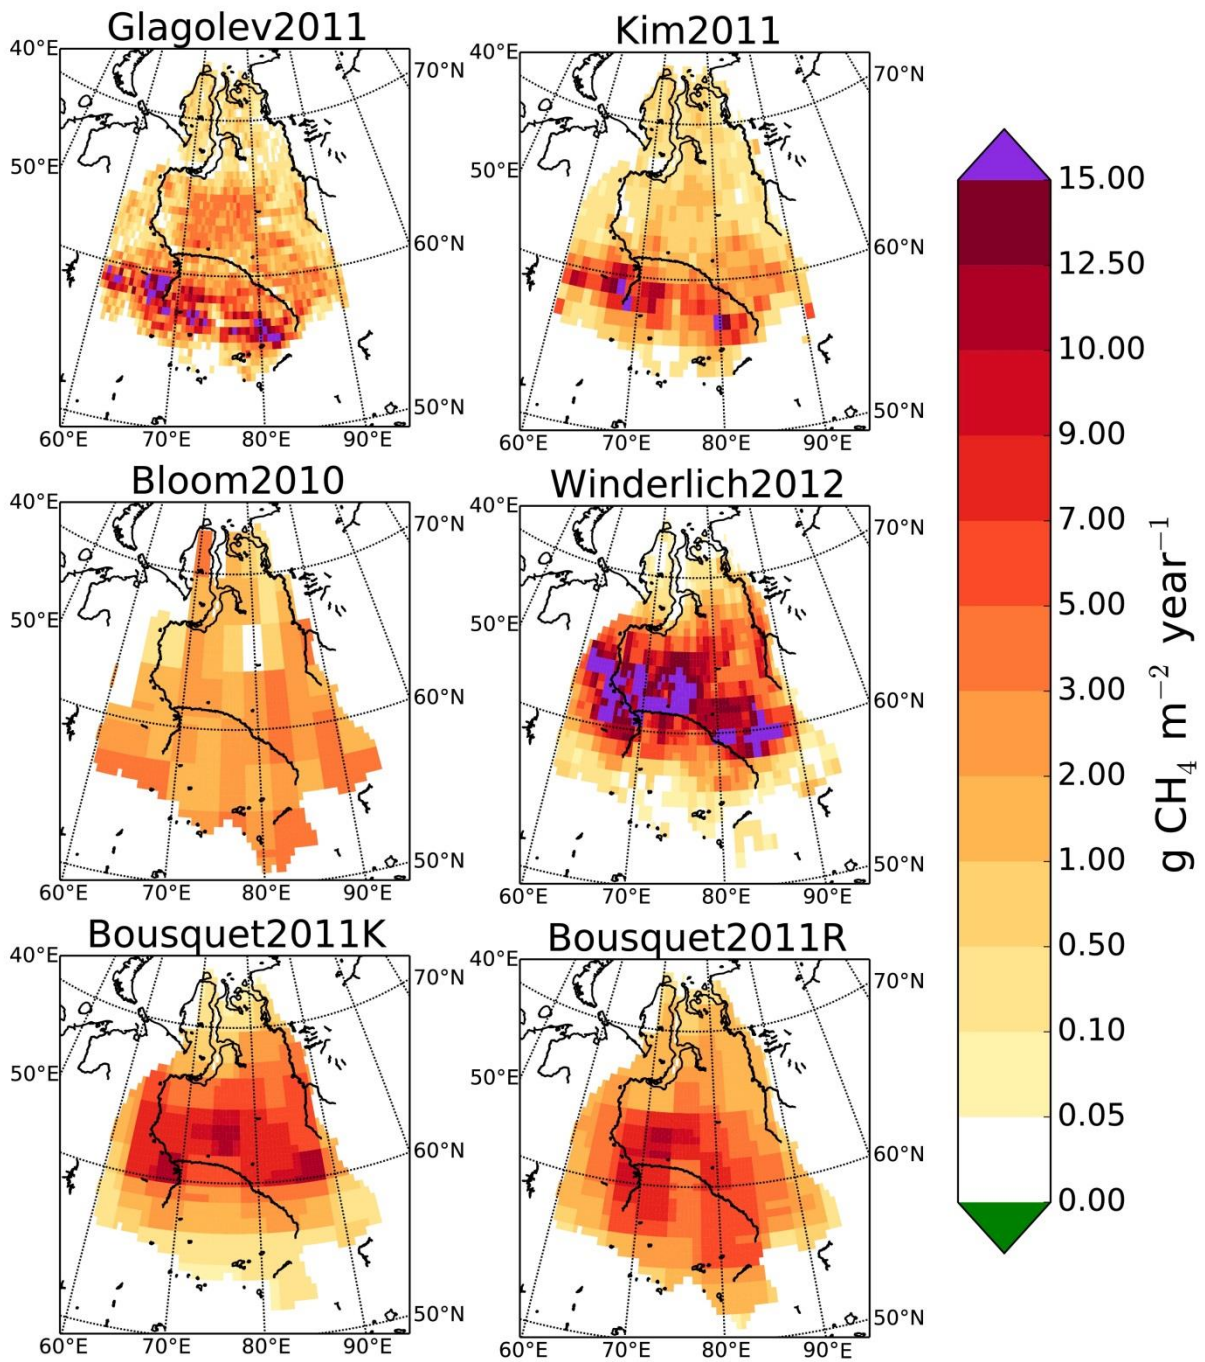 Glagolev2011 Kim2011
40°E 70°N 40°E 70°N
50°E 60°N 50°E 60°N
50°N 50°N
60°E 70°E 80°E 90°E 60°E 70°E 80°E 90°E
Bloom2010 Winderlich2012
40°E 70°N 40°E 70°N
50°E 60°N 50°E 60°N
50°N 50°N
60°E 70°E 80°E 90°E 60°E 70°E 80°E 90°E
Bousquet2011K Bousquet2011R
40°E 70°N 40°E 70°N
50°E 60°N 50°E 60°N
50°N 50°N
60°E 70°E 80°E 90°E 60°E 70°E 80°E 90°E
15.00
12.50
10.00
9.00
7.00
5.00
3.00
2.00
1.00
0.50
0.10
0.05
0.00
g CH₄ m⁻² year⁻¹